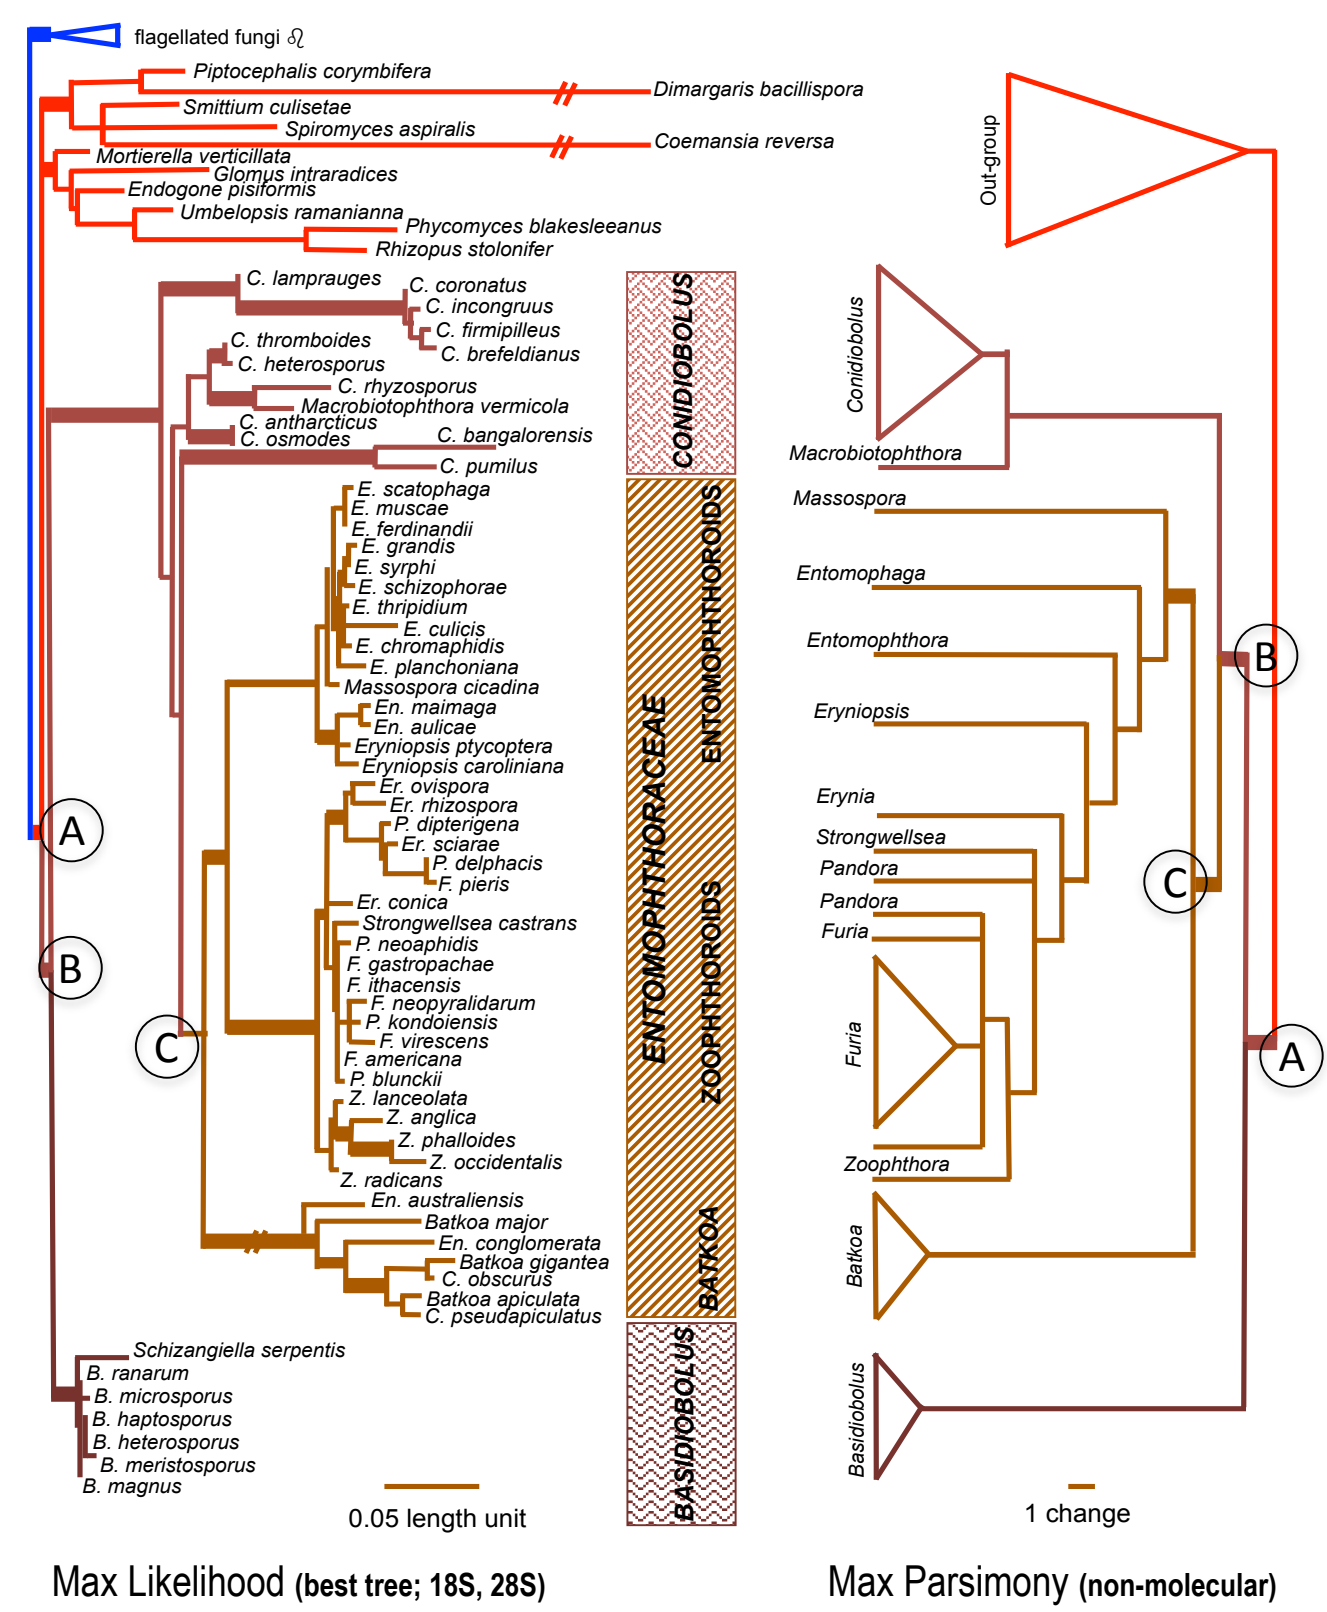 flagellated fungi ♌
Piptocephalis corymbifera
Dimargaris bacillispora
Smittium culisetae
Spiromyces aspiralis
Coemansia reversa
Mortierella verticillata
Glomus intraradices
Endogone pisiformis
Umbelopsis ramanianna
Phycomyces blakesleeanus
Rhizopus stolonifer
C. lamprauges
C. coronatus
C. incongruus
C. firmipilleus
C. brefeldianus
C. thromboides
C. heterosporus
C. rhyzosporus
Macrobiotophthora vermicola
C. antharcticus
C. osmodes
C. bangalorensis
C. pumilus
E. scatophaga
E. muscae
E. ferdinandii
E. grandis
E. syrphi
E. schizophorae
E. thripidium
E. culicis
E. chromaphidis
E. planchoniana
Massospora cicadina
En. maimaga
En. aulicae
Eryniopsis ptycoptera
Eryniopsis caroliniana
Er. ovispora
Er. rhizospora
P. dipterigena
Er. sciarae
P. delphacis
F. pieris
Er. conica
Strongwellsea castrans
P. neoaphidis
F. gastropachae
F. ithacensis
F. neopyralidarum
P. kondoiensis
F. virescens
F. americana
P. blunckii
Z. lanceolata
Z. anglica
Z. phalloides
Z. occidentalis
Z. radicans
En. australiensis
Batkoa major
En. conglomerata
Batkoa gigantea
C. obscurus
Batkoa apiculata
C. pseudapiculatus
Schizangiella serpentis
B. ranarum
B. microsporus
B. haptosporus
B. heterosporus
B. meristosporus
B. magnus
A
B
C
0.05 length unit
Max Likelihood (best tree; 18S, 28S)
CONIDIOBOLUS
ENTOMOPHTHORACEAE
ENTOMOPHTHOROIDS
ZOOPHTHOROIDS
BATKOA
BASIDIOBOLUS
Out-group
Conidiobolus
Macrobiotophthora
Massospora
Entomophaga
Entomophthora
Eryniopsis
Erynia
Strongwellsea
Pandora
Pandora
Furia
Furia
Zoophthora
Batkoa
Basidiobolus
B
C
A
1 change
Max Parsimony (non-molecular)